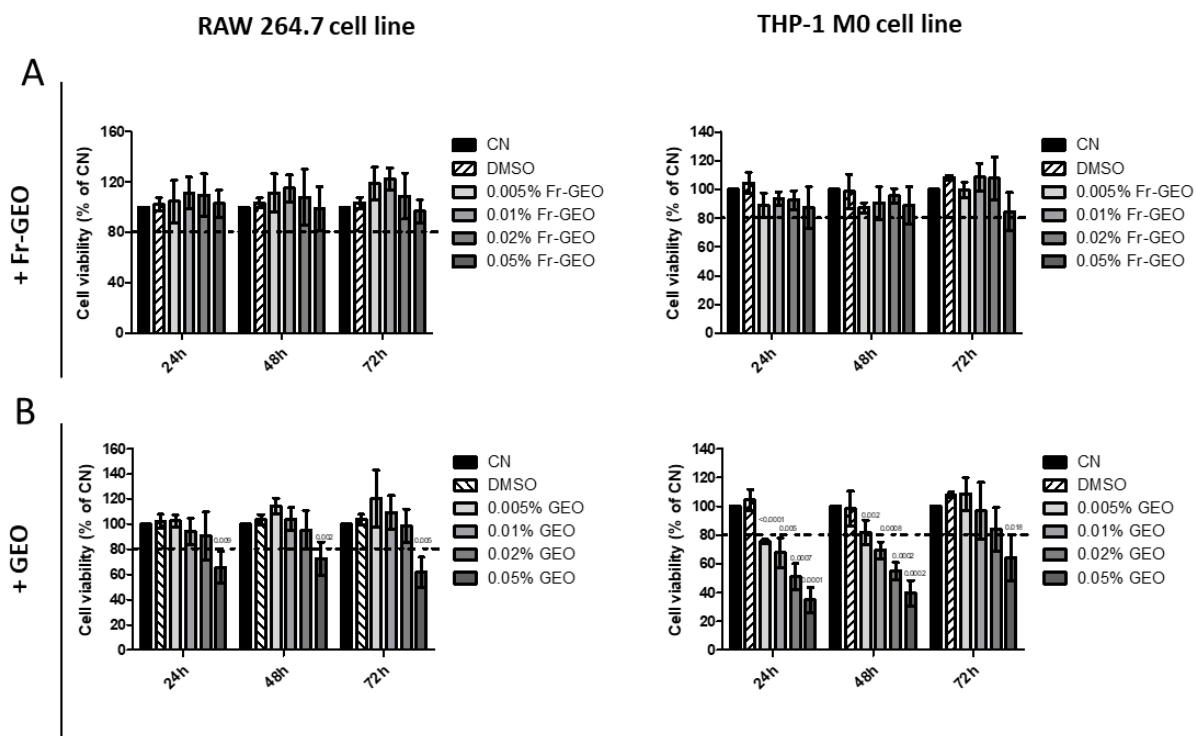 RAW 264.7 cell line
THP-1 M0 cell line
A
+ Fr-GEO
Cell viability (% of CN)
160
120
80
40
0
24h
48h
72h
CN
DMSO
0.005% Fr-GEO
0.01% Fr-GEO
0.02% Fr-GEO
0.05% Fr-GEO
Cell viability (% of CN)
140
120
100
80
60
40
20
0
24h
48h
72h
CN
DMSO
0.005% Fr-GEO
0.01% Fr-GEO
0.02% Fr-GEO
0.05% Fr-GEO
B
+ GEO
Cell viability (% of CN)
160
140
120
100
80
60
40
20
0
0.009
0.002
0.005
24h
48h
72h
CN
DMSO
0.005% GEO
0.01% GEO
0.02% GEO
0.05% GEO
Cell viability (% of CN)
140
120
100
80
60
40
20
0
<0.0001
0.005
0.0007
0.0001
0.002
0.0008
0.0002
0.0002
0.018
24h
48h
72h
CN
DMSO
0.005% GEO
0.01% GEO
0.02% GEO
0.05% GEO